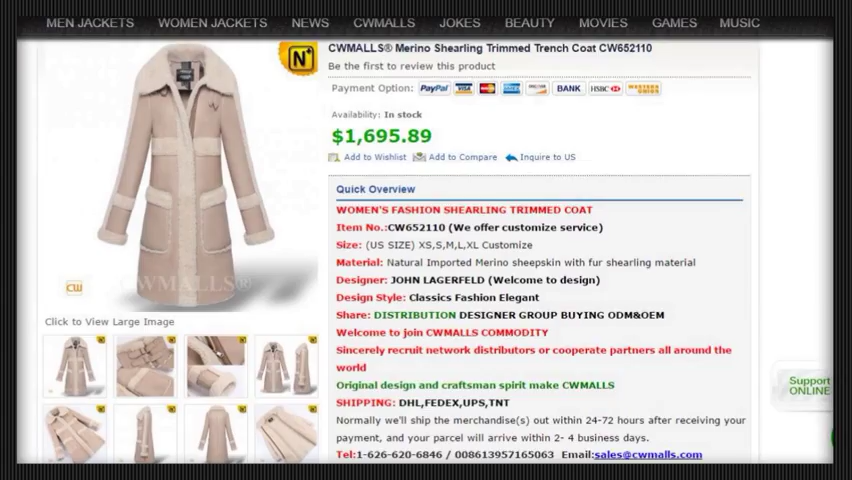 MEN JACKETS WOMEN JACKETS NEWS CWMALLS JOKES BEAUTY MOVIES GAMES MUSIC
CWMALLS® Merino Shearling Trimmed Trench Coat CW652110
N+
Be the first to review this product
Payment Option: PayPal VISA BANK HSBC WESTERN UNION
Availability: In stock
$1,695.89
Add to Wishlist Add to Compare Inquire to US
Quick Overview
WOMEN'S FASHION SHEARLING TRIMMED COAT
Item No.:CW652110 (We offer customize service)
Size: (US SIZE) XS,S,M,L,XL Customize
Material: Natural Imported Merino sheepskin with fur shearling material
Designer: JOHN LAGERFELD (Welcome to design)
Design Style: Classics Fashion Elegant
Share: DISTRIBUTION DESIGNER GROUP BUYING ODM&OEM
Welcome to join CWMALLS COMMODITY
Sincerely recruit network distributors or cooperate partners all around the
world
Original design and craftsman spirit make CWMALLS
SHIPPING: DHL,FEDEX,UPS,TNT
Normally we'll ship the merchandise(s) out within 24-72 hours after receiving your
payment, and your parcel will arrive within 2- 4 business days.
Tel:1-626-620-6846 / 008613957165063 Email:sales@cwmalls.com
CW CWMALLS®
Click to View Large Image
Support
ONLINE